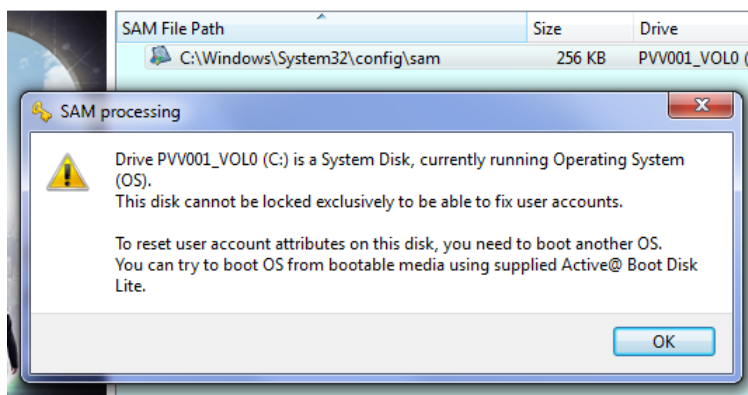 SAM File Path Size Drive
C:\Windows\System32\config\sam 256 KB PVV001_VOL0 (
SAM processing
Drive PVV001_VOL0 (C:) is a System Disk, currently running Operating System
(OS).
This disk cannot be locked exclusively to be able to fix user accounts.
To reset user account attributes on this disk, you need to boot another OS.
You can try to boot OS from bootable media using supplied Active@ Boot Disk
Lite.
OK